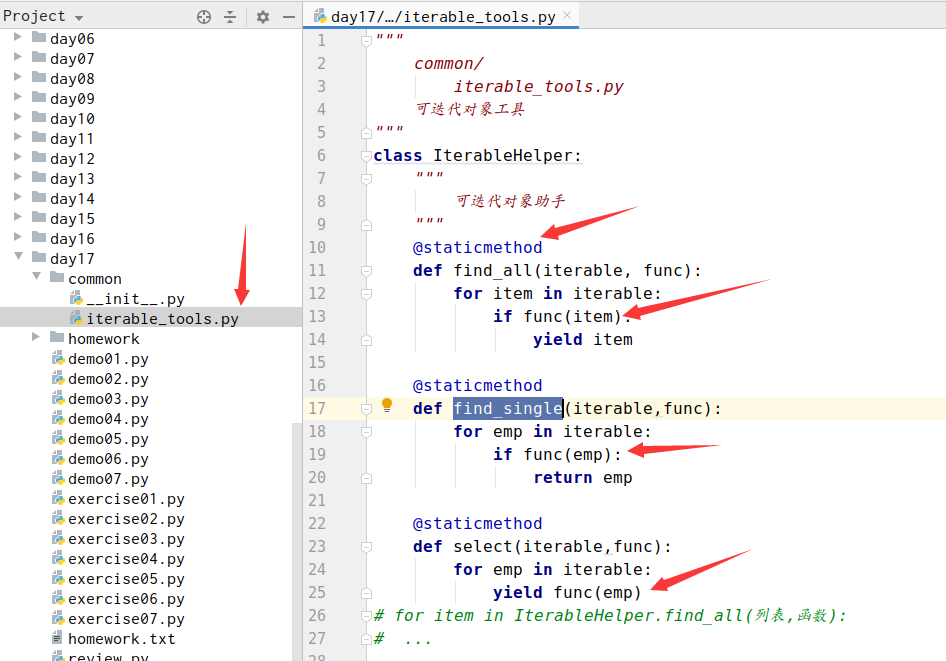 Project
day06
day07
day08
day09
day10
day11
day12
day13
day14
day15
day16
day17
common
__init__.py
iterable_tools.py
homework
demo01.py
demo02.py
demo03.py
demo04.py
demo05.py
demo06.py
demo07.py
exercise01.py
exercise02.py
exercise03.py
exercise04.py
exercise05.py
exercise06.py
exercise07.py
homework.txt
review.py
day17/.../iterable_tools.py
1 """
2 common/
3 iterable_tools.py
4 可迭代对象工具
5 """
6 class IterableHelper:
7 """
8 可迭代对象助手
9 """
10 @staticmethod
11 def find_all(iterable, func):
12 for item in iterable:
13 if func(item):
14 yield item
15
16 @staticmethod
17 def find_single(iterable,func):
18 for emp in iterable:
19 if func(emp):
20 return emp
21
22 @staticmethod
23 def select(iterable,func):
24 for emp in iterable:
25 yield func(emp)
26 # for item in IterableHelper.find_all(列表,函数):
27 # ...
28